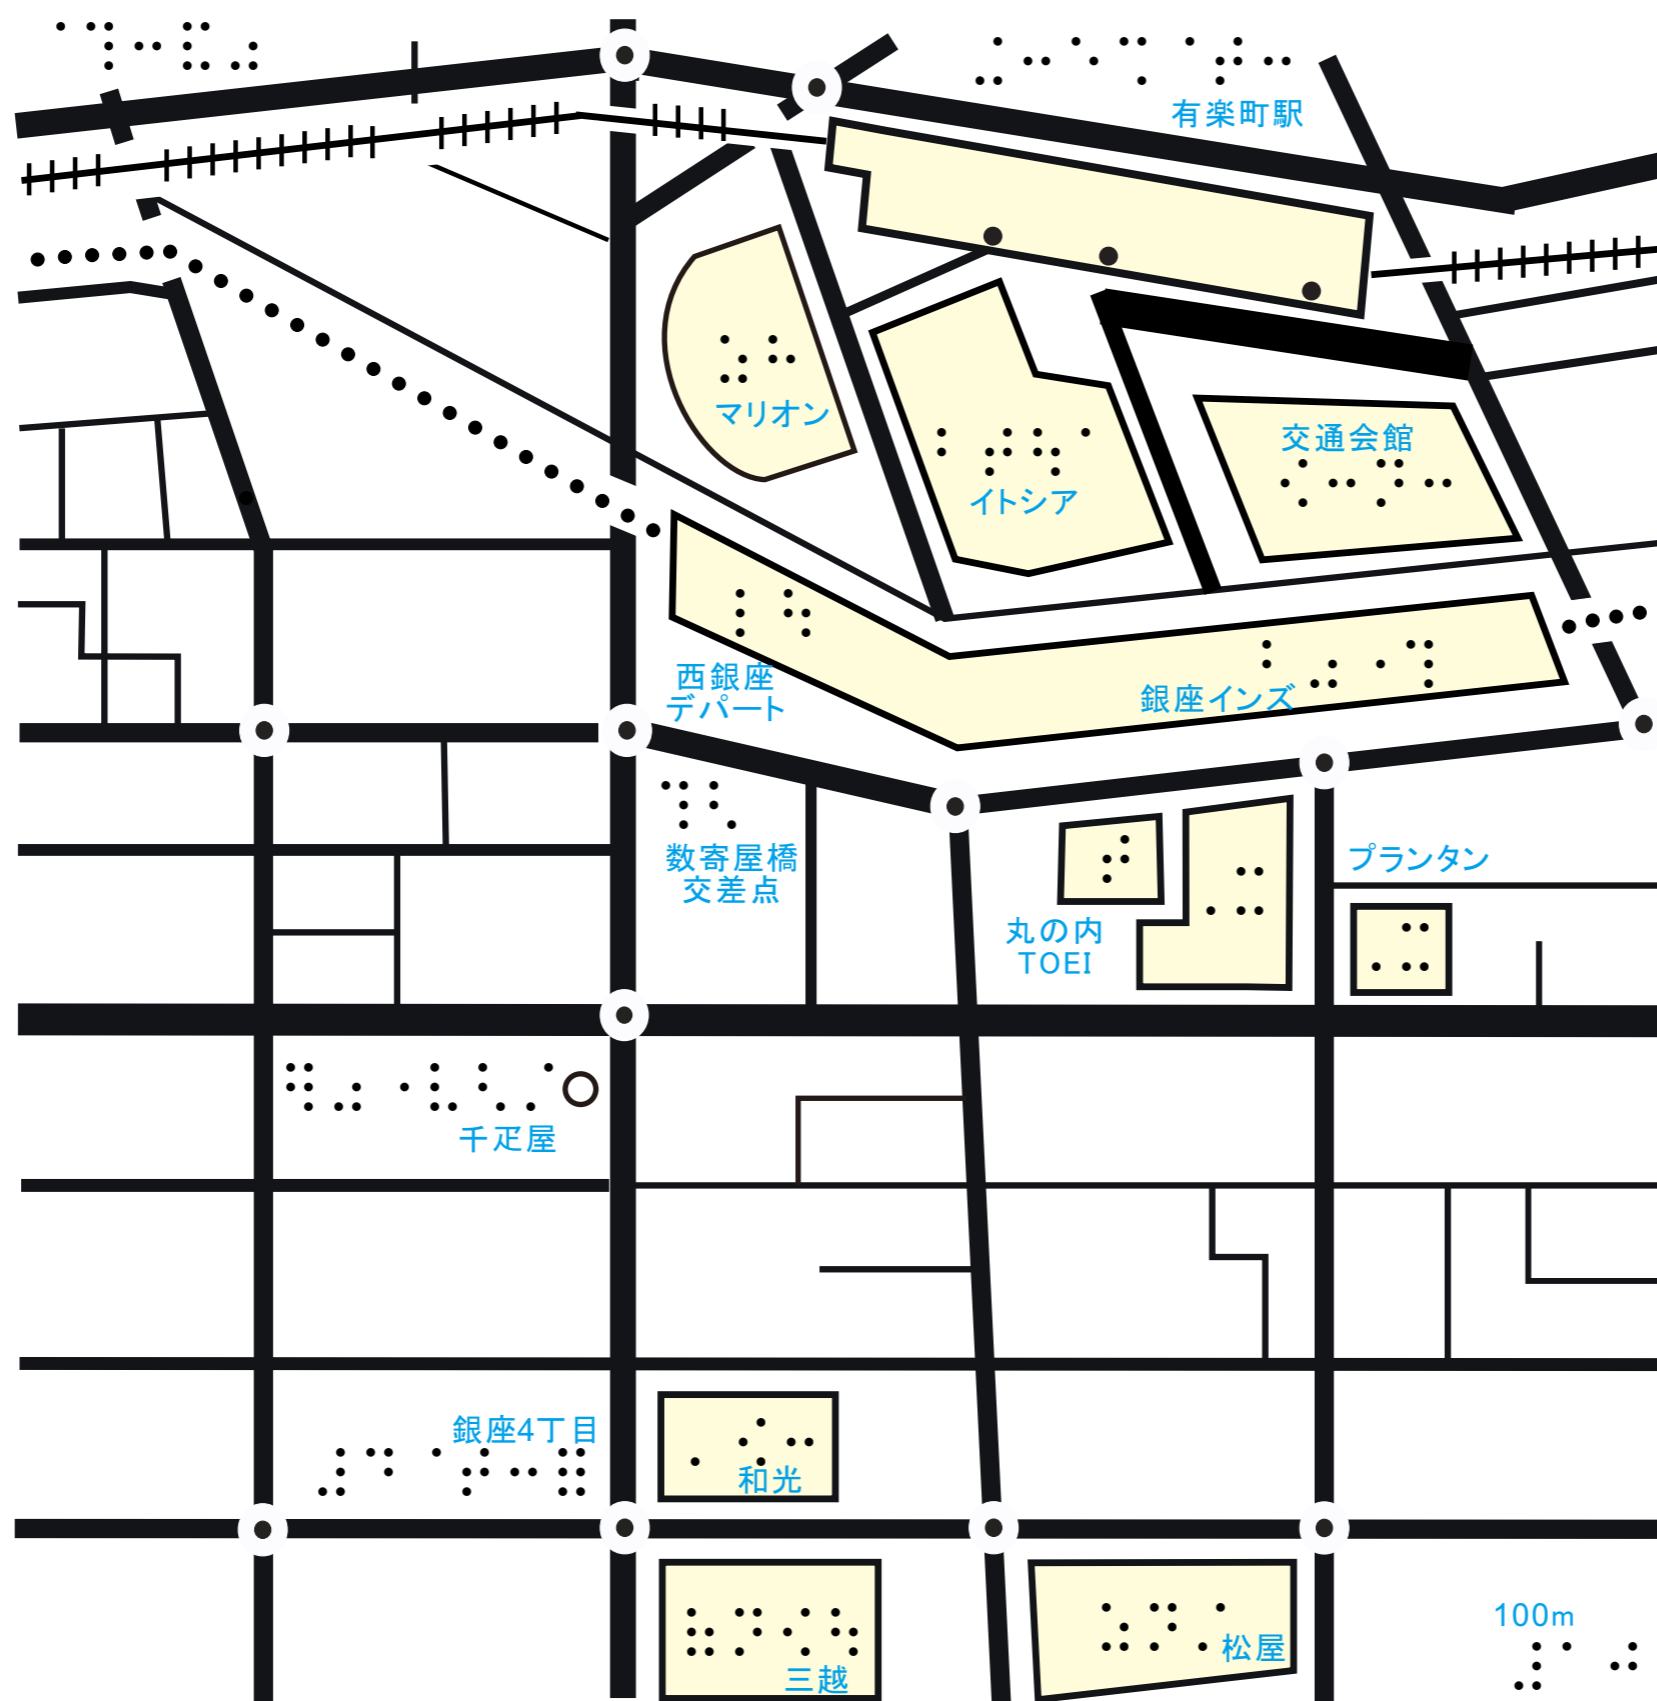 有楽町駅
マリオン
交通会館
イトシア
西銀座
デパート
銀座インズ
数寄屋橋
交差点
プランタン
丸の内
TOEI
千疋屋
銀座4丁目
和光
三越
松屋
100m